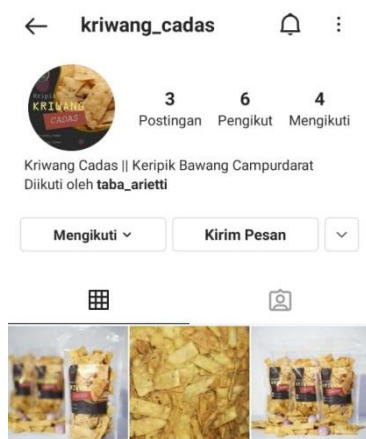 kriwang_cadas
Kripik
KRIWANG
CADAS
3 6 4
Postingan Pengikut Mengikuti
Kriwang Cadas || Keripik Bawang Campurdarat
Diikuti oleh taba_arietti
Mengikuti Kirim Pesan